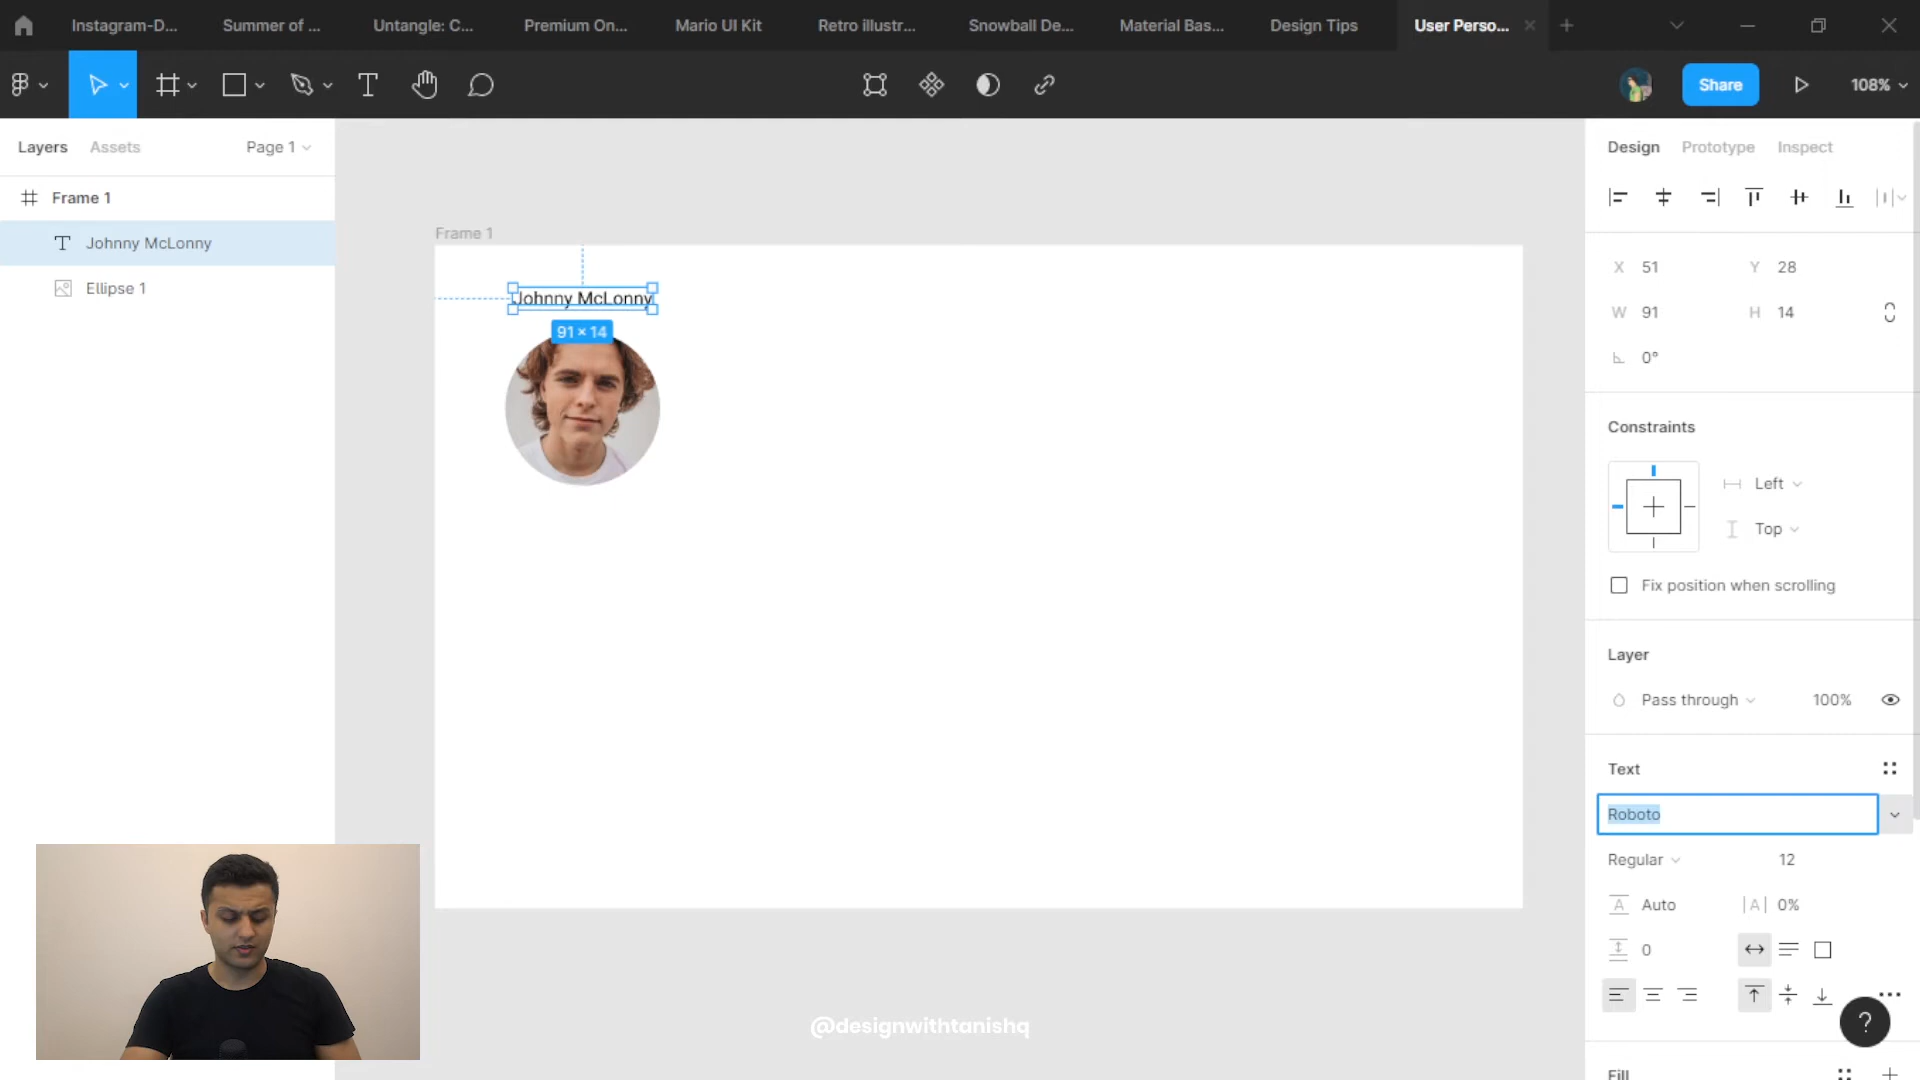 Instagram-D...
Summer of ...
Untangle: C...
Premium On...
Mario UI Kit
Retro illustr...
Snowball De...
Material Bas...
Design Tips
User Perso...
Share
108%
Layers
Assets
Page 1
Frame 1
Johnny McLonny
Ellipse 1
Frame 1
Johnny McLonny
91 × 14
@designwithtanishq
Design
Prototype
Inspect
X 51
Y 28
W 91
H 14
0°
Constraints
Left
Top
Fix position when scrolling
Layer
Pass through
100%
Text
Roboto
Regular
12
A Auto
|A| 0%
0
?
Fill